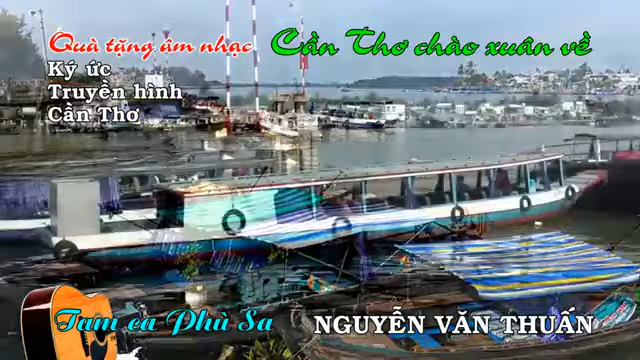 Quà tặng âm nhạc Cần Thơ chào xuân về
Ký ức
Truyền hình
Cần Thơ
Tam ca Phù Sa NGUYỄN VĂN THUẤN